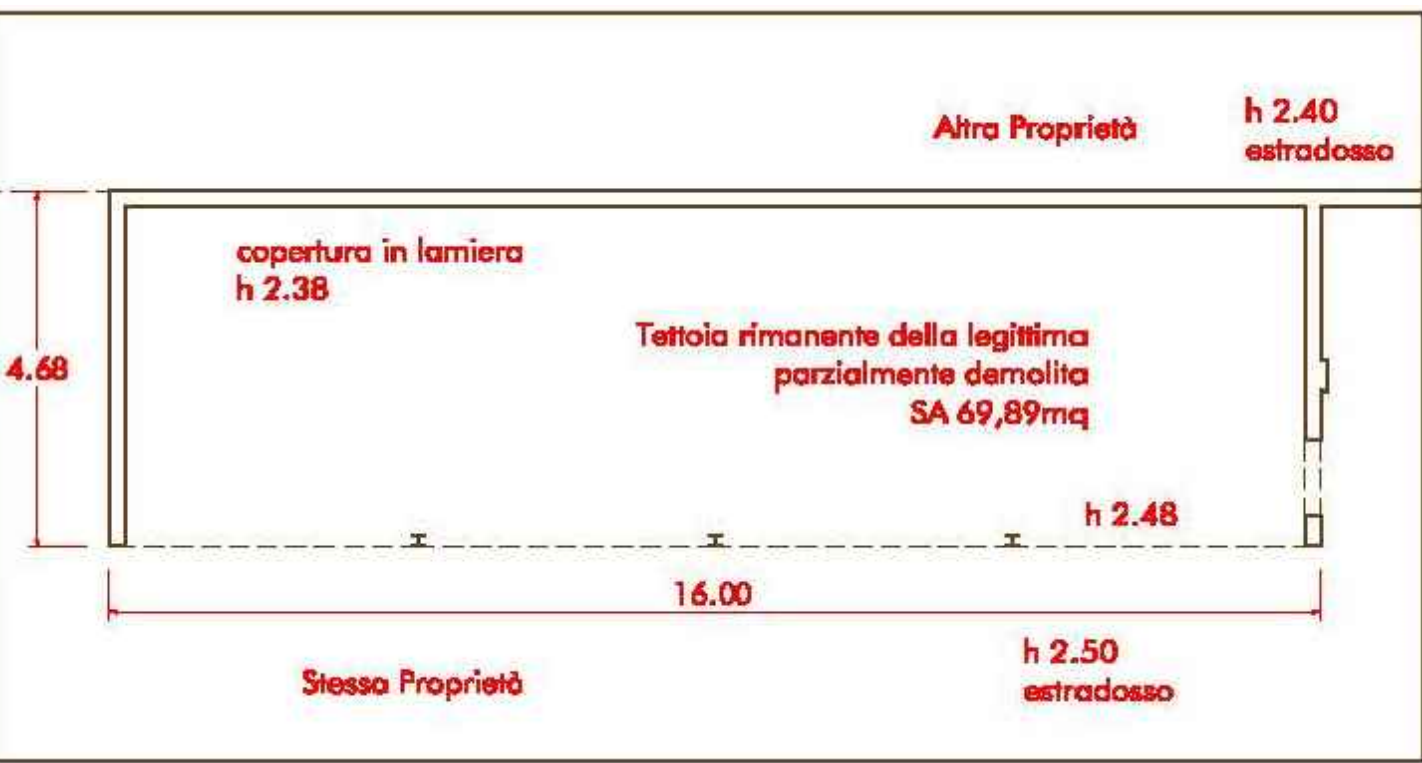 Altra Proprietà
h 2.40
estradosso
copertura in lamiera
h 2.38
Tettoia rimanente della legittima
parzialmente demolita
SA 69,89mq
4.68
h 2.48
16.00
h 2.50
estradosso
Stessa Proprietà